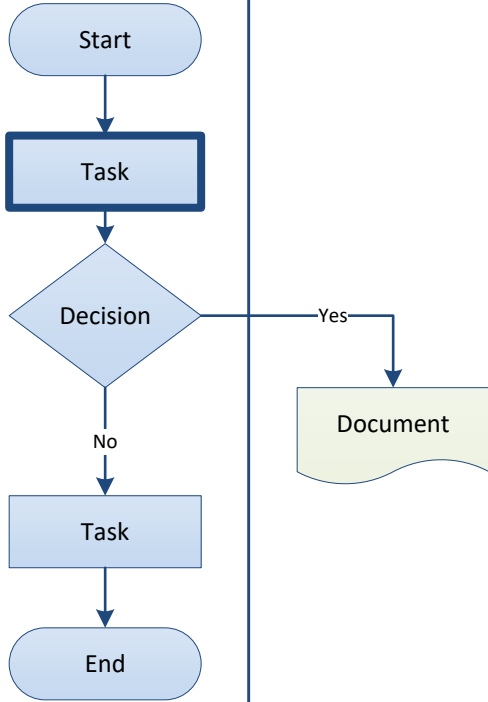 Start
Task
Decision
Yes
Document
No
Task
End